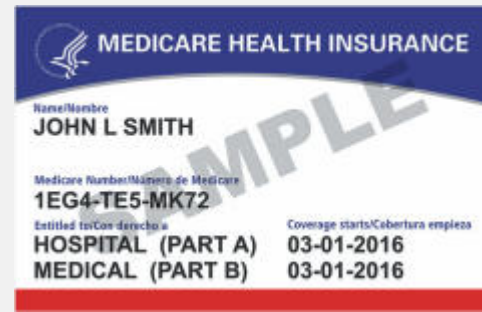 MEDICARE HEALTH INSURANCE
Name/Nombre
JOHN L SMITH
Medicare Number/Número de Medicare
1EG4-TE5-MK72
Entitled to/Con derecho a Coverage starts/Cobertura empieza
HOSPITAL (PART A) 03-01-2016
MEDICAL (PART B) 03-01-2016
SAMPLE